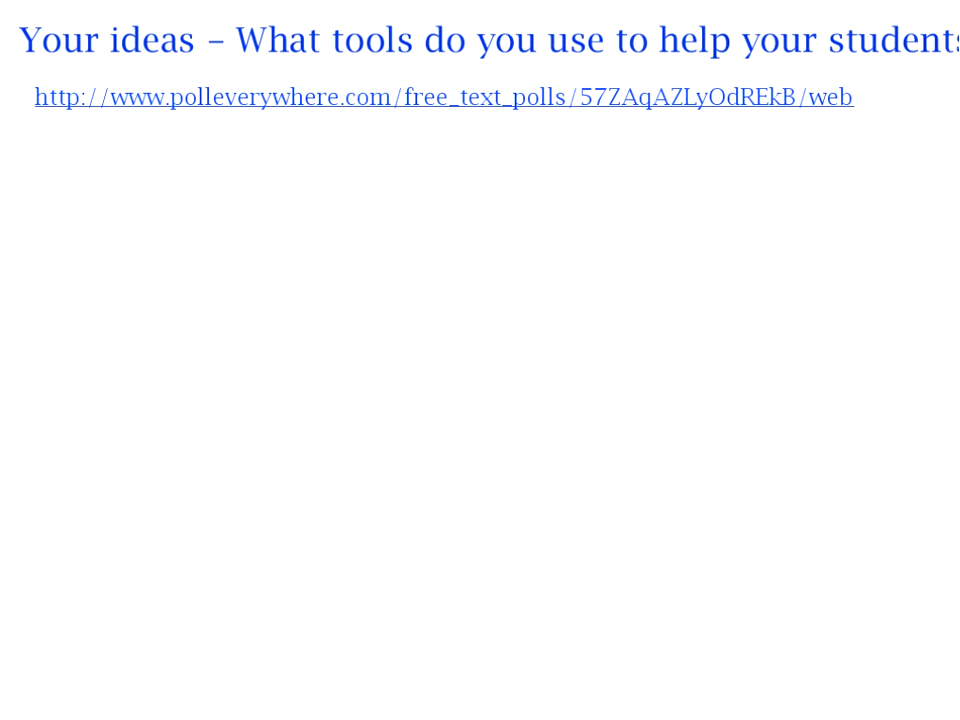 Your ideas – What tools do you use to help your students
http://www.polleverywhere.com/free_text_polls/57ZAqAZLyOdREkB/web